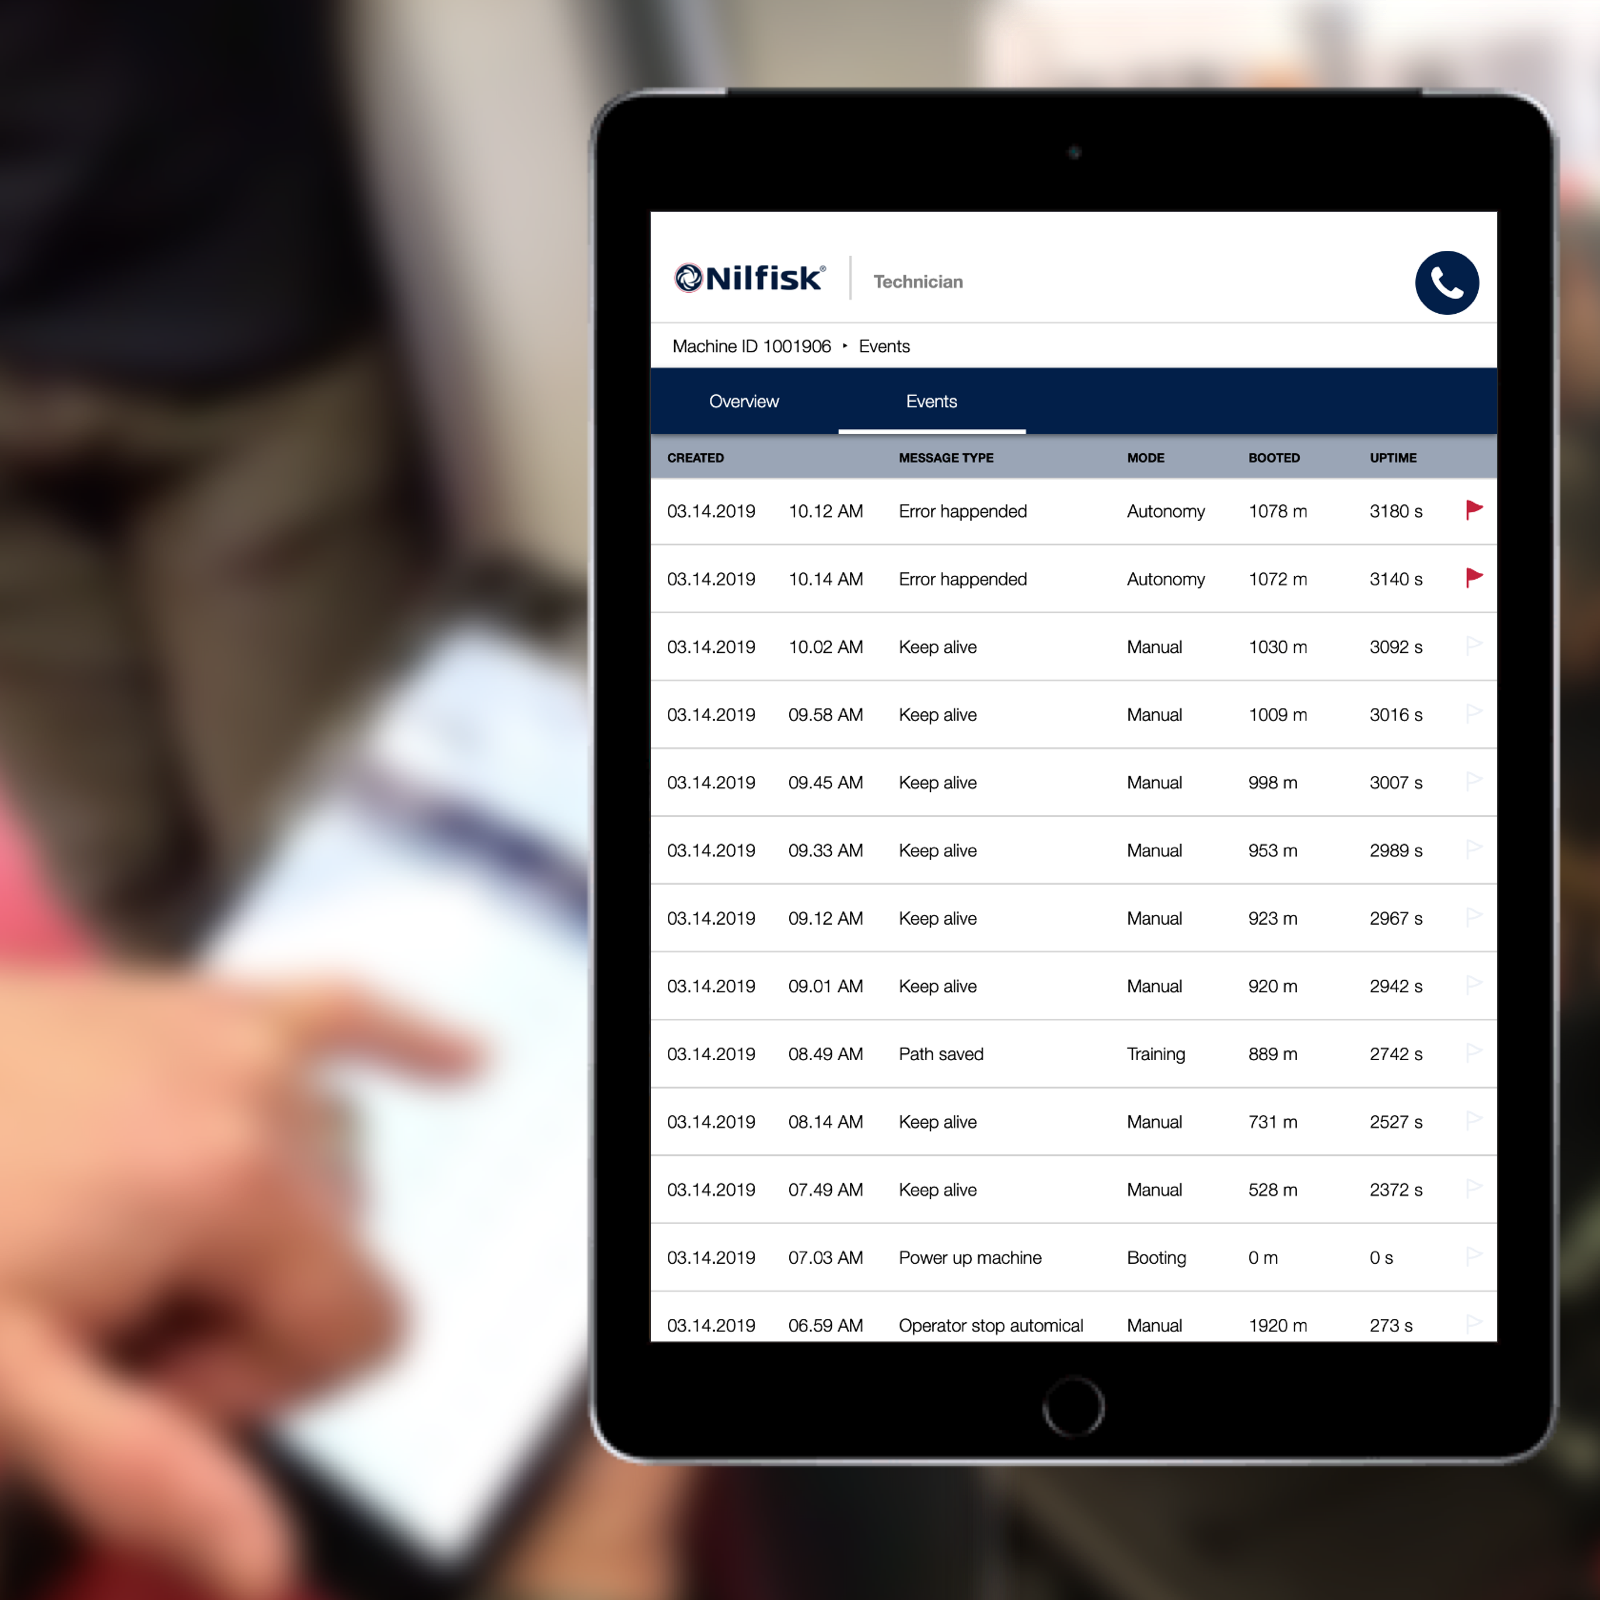 Nilfisk® Technician
Machine ID 1001906 ‣ Events
Overview Events
CREATED MESSAGE TYPE MODE BOOTED UPTIME
03.14.2019 10.12 AM Error happended Autonomy 1078 m 3180 s
03.14.2019 10.14 AM Error happended Autonomy 1072 m 3140 s
03.14.2019 10.02 AM Keep alive Manual 1030 m 3092 s
03.14.2019 09.58 AM Keep alive Manual 1009 m 3016 s
03.14.2019 09.45 AM Keep alive Manual 998 m 3007 s
03.14.2019 09.33 AM Keep alive Manual 953 m 2989 s
03.14.2019 09.12 AM Keep alive Manual 923 m 2967 s
03.14.2019 09.01 AM Keep alive Manual 920 m 2942 s
03.14.2019 08.49 AM Path saved Training 889 m 2742 s
03.14.2019 08.14 AM Keep alive Manual 731 m 2527 s
03.14.2019 07.49 AM Keep alive Manual 528 m 2372 s
03.14.2019 07.03 AM Power up machine Booting 0 m 0 s
03.14.2019 06.59 AM Operator stop automical Manual 1920 m 273 s